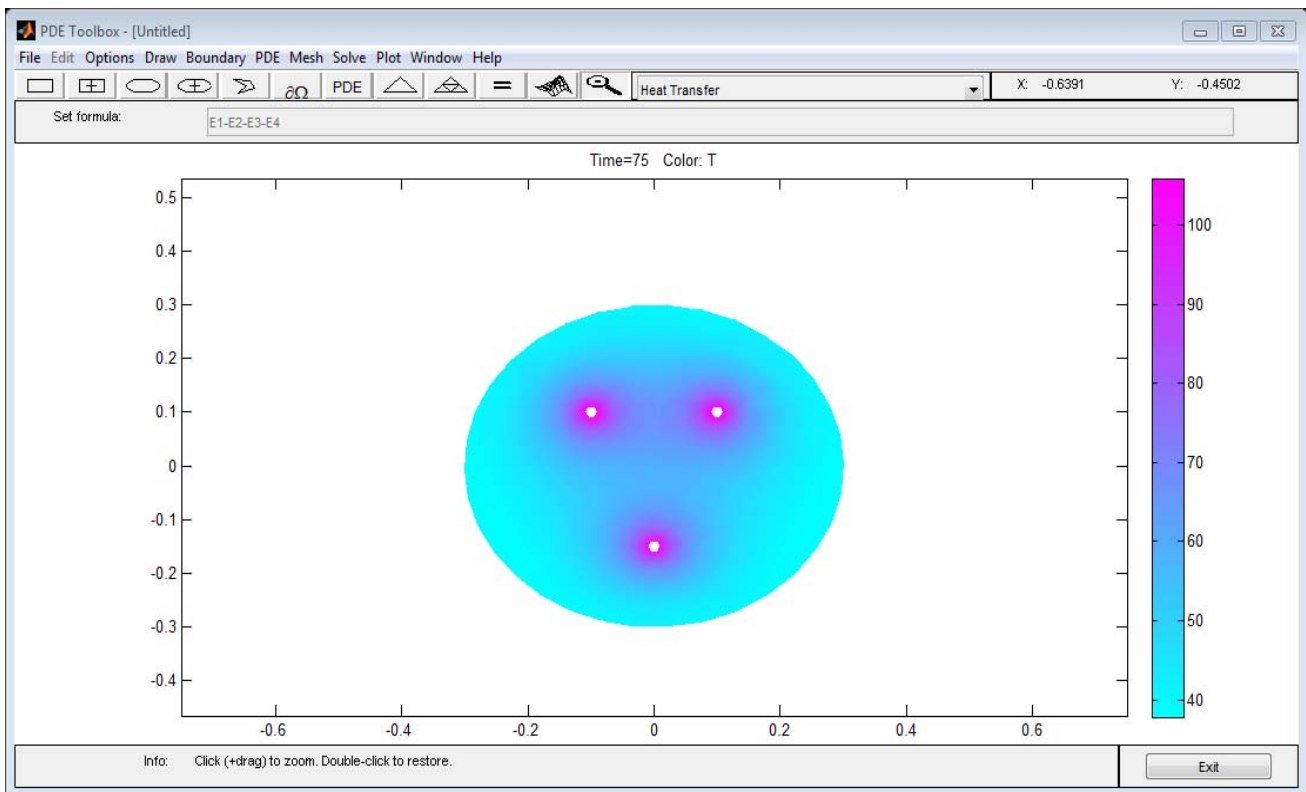 PDE Toolbox - [Untitled]
File Edit Options Draw Boundary PDE Mesh Solve Plot Window Help
∂Ω PDE = Heat Transfer X: -0.6391 Y: -0.4502
Set formula: E1-E2-E3-E4
Time=75 Color: T
0.5
0.4
0.3
0.2
0.1
0
-0.1
-0.2
-0.3
-0.4
-0.6 -0.4 -0.2 0 0.2 0.4 0.6
100
90
80
70
60
50
40
Info: Click (+drag) to zoom. Double-click to restore.
Exit